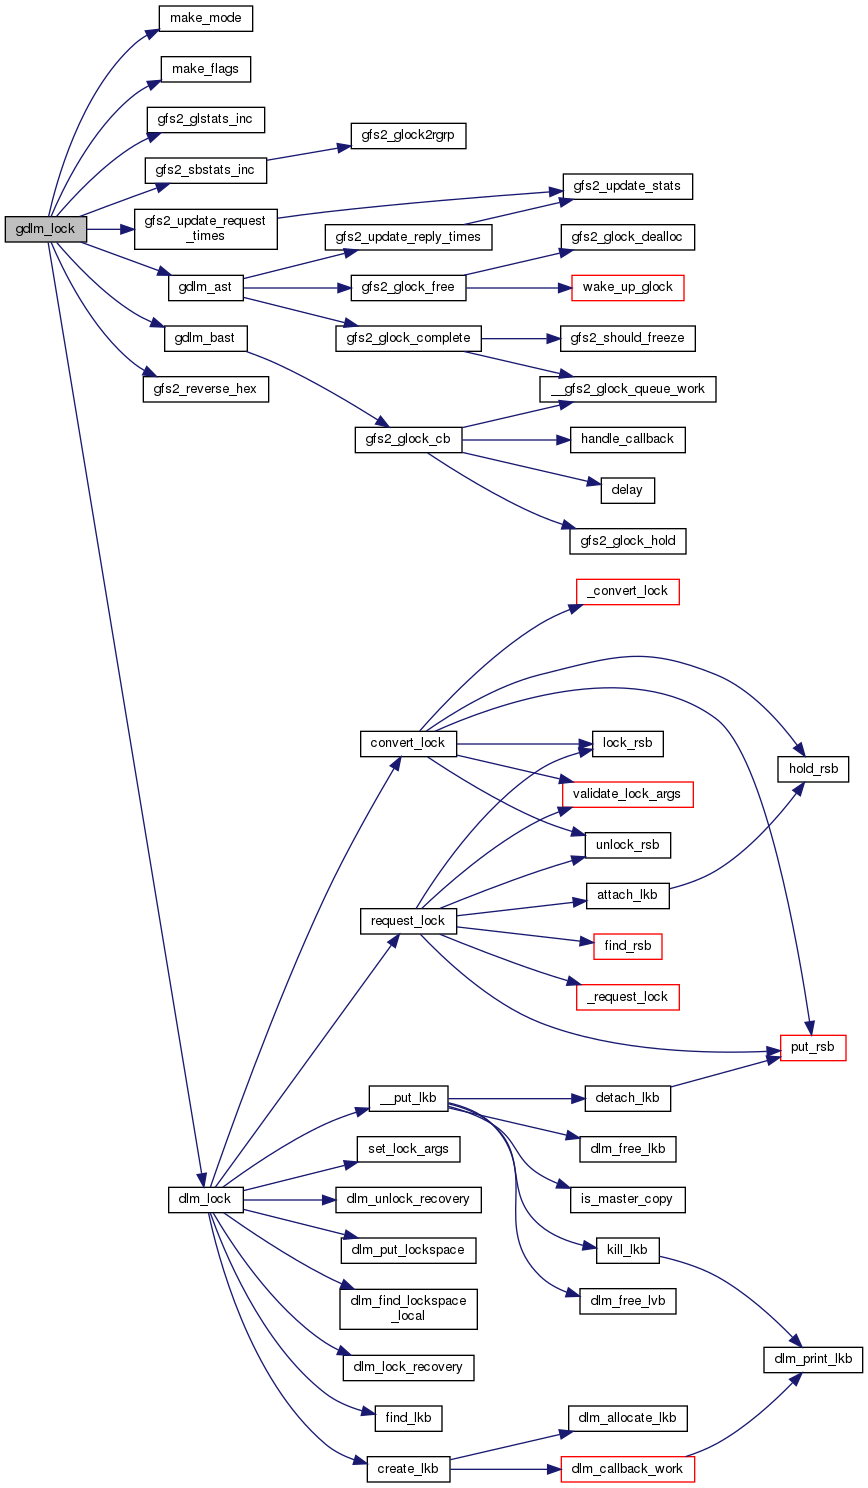 make_mode
make_flags
gfs2_glstats_inc
gfs2_glock2rgrp
gfs2_sbstats_inc
gfs2_update_stats
gdlm_lock
gfs2_update_request
_times
gfs2_update_reply_times
gfs2_glock_dealloc
gdlm_ast
gfs2_glock_free
wake_up_glock
gdlm_bast
gfs2_glock_complete
gfs2_should_freeze
gfs2_reverse_hex
__gfs2_glock_queue_work
gfs2_glock_cb
handle_callback
delay
gfs2_glock_hold
_convert_lock
convert_lock
lock_rsb
hold_rsb
validate_lock_args
unlock_rsb
attach_lkb
request_lock
find_rsb
_request_lock
put_rsb
__put_lkb
detach_lkb
set_lock_args
dlm_free_lkb
dlm_lock
dlm_unlock_recovery
is_master_copy
dlm_put_lockspace
kill_lkb
dlm_find_lockspace
_local
dlm_free_lvb
dlm_lock_recovery
dlm_print_lkb
find_lkb
dlm_allocate_lkb
create_lkb
dlm_callback_work